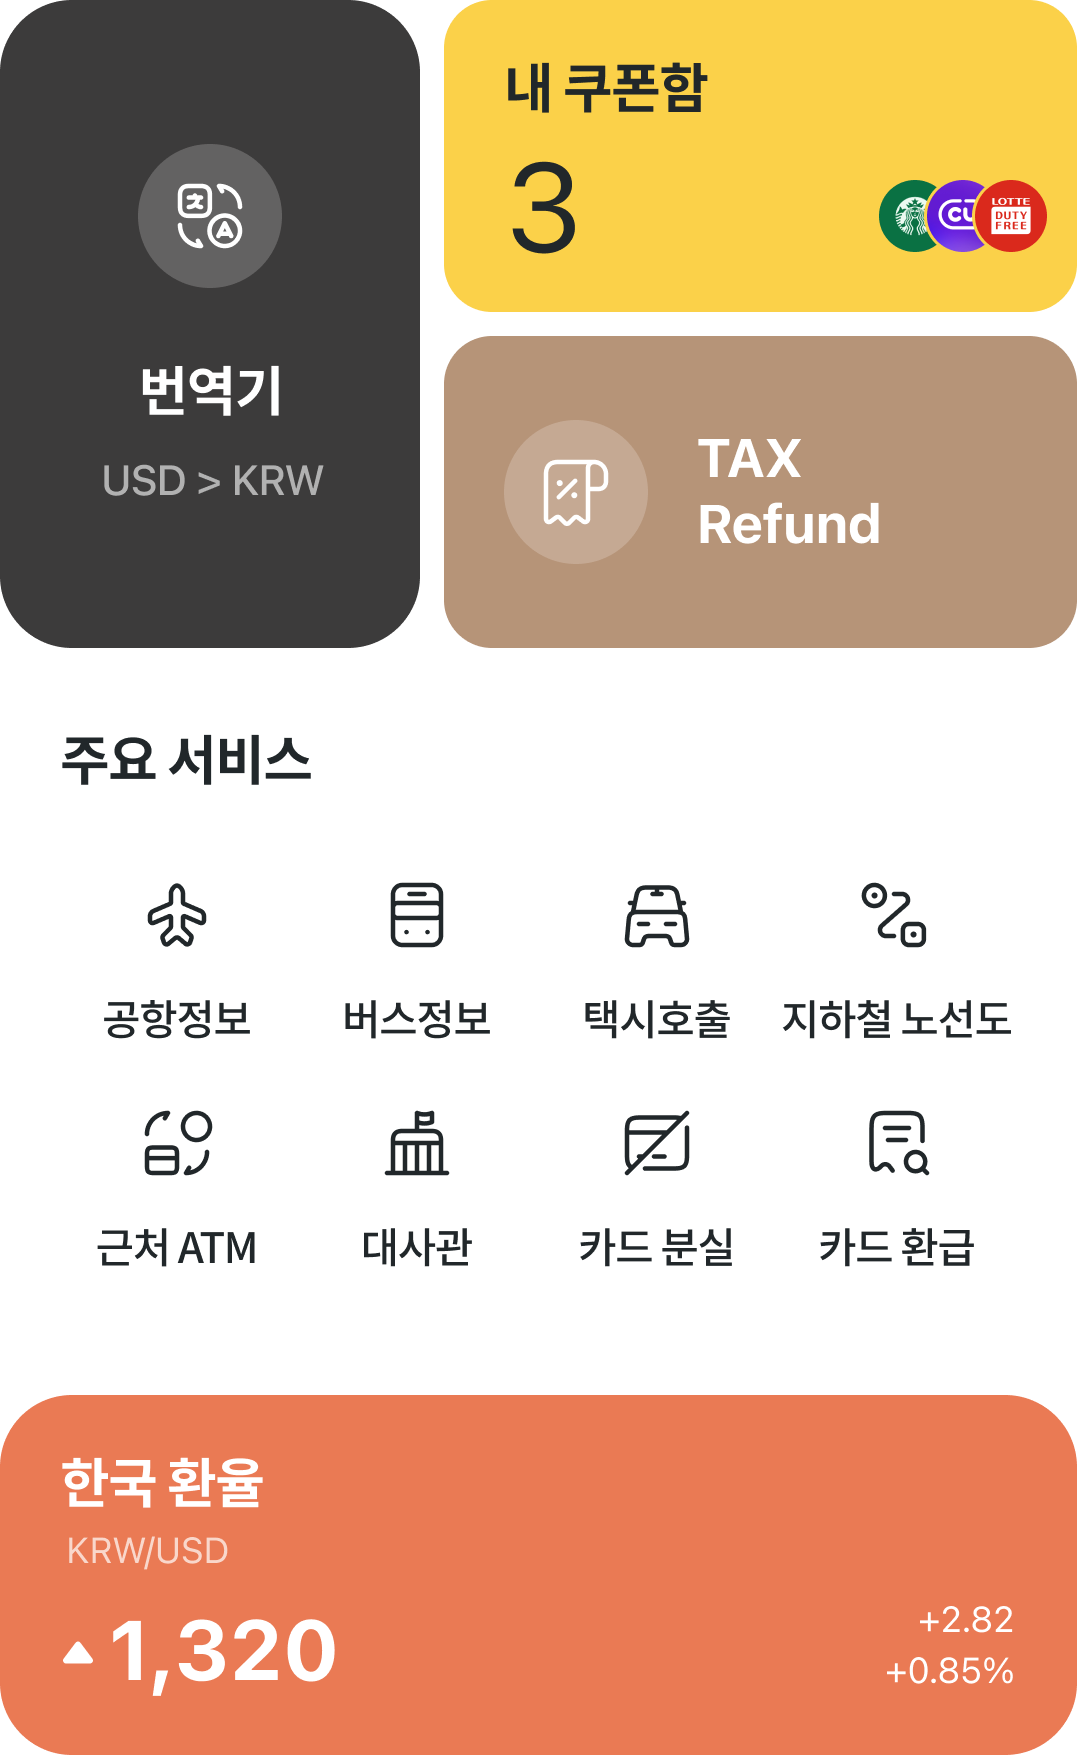 번역기
USD > KRW
내 쿠폰함
3
CU
LOTTE
DUTY
FREE
TAX
Refund
주요 서비스
공항정보
버스정보
택시호출
지하철 노선도
근처 ATM
대사관
카드 분실
카드 환급
한국 환율
KRW/USD
1,320
+2.82
+0.85%